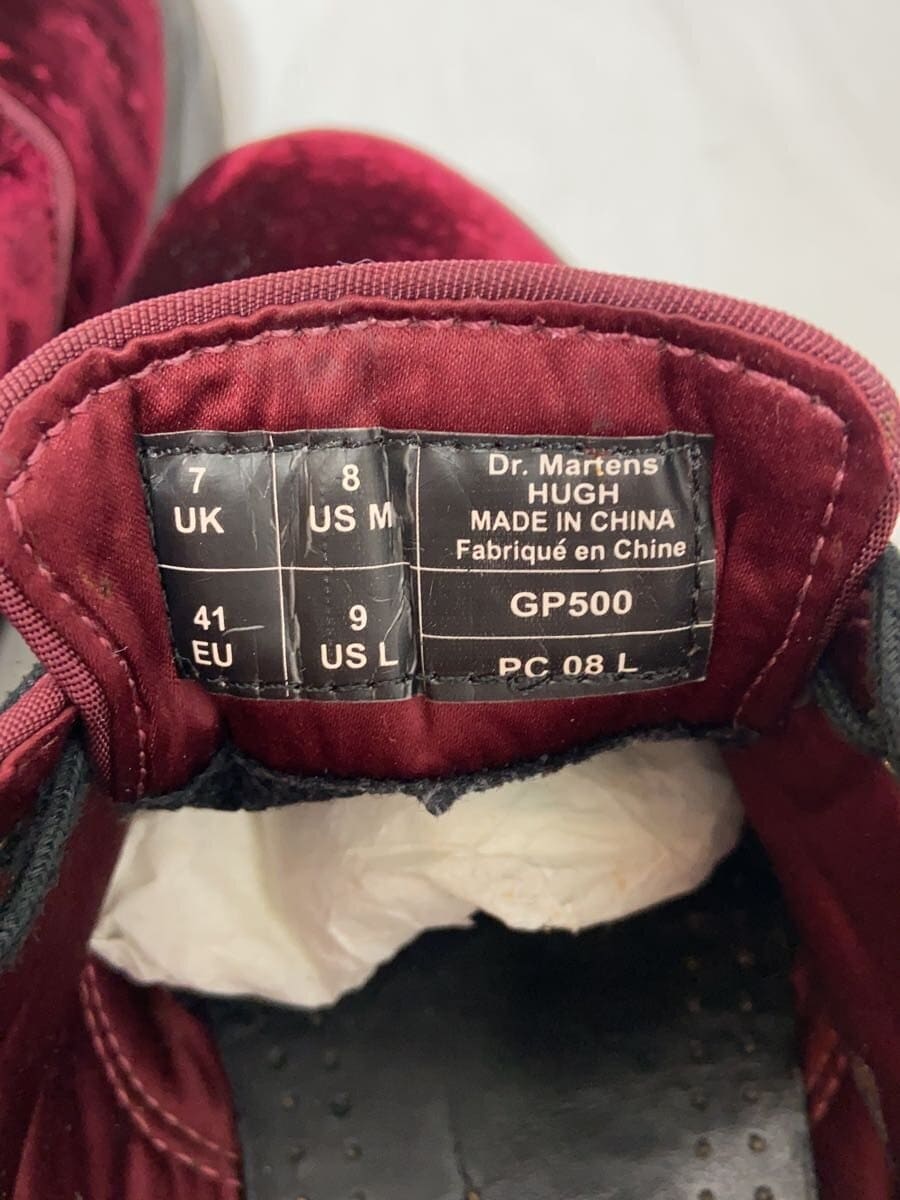 7
UK
8
US M
41
EU
9
US L
Dr. Martens
HUGH
MADE IN CHINA
Fabriqué en Chine
GP500
PC 08 L